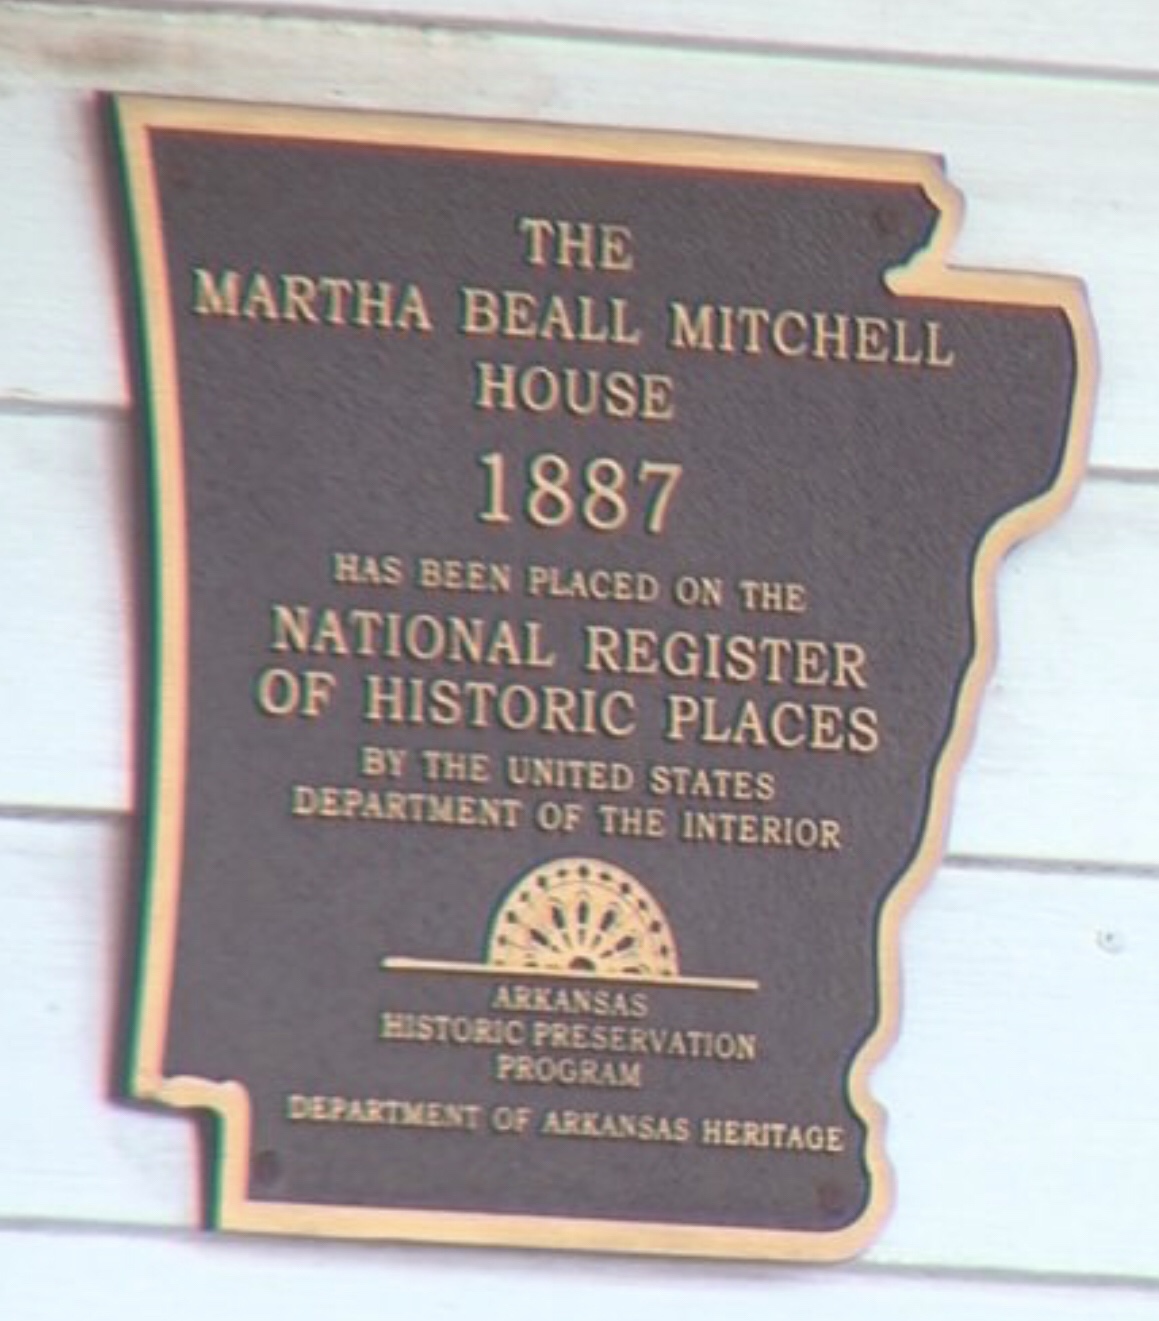 THE
MARTHA BEALL MITCHELL
HOUSE
1887
HAS BEEN PLACED ON THE
NATIONAL REGISTER
OF HISTORIC PLACES
BY THE UNITED STATES
DEPARTMENT OF THE INTERIOR
ARKANSAS
HISTORIC PRESERVATION
PROGRAM
DEPARTMENT OF ARKANSAS HERITAGE